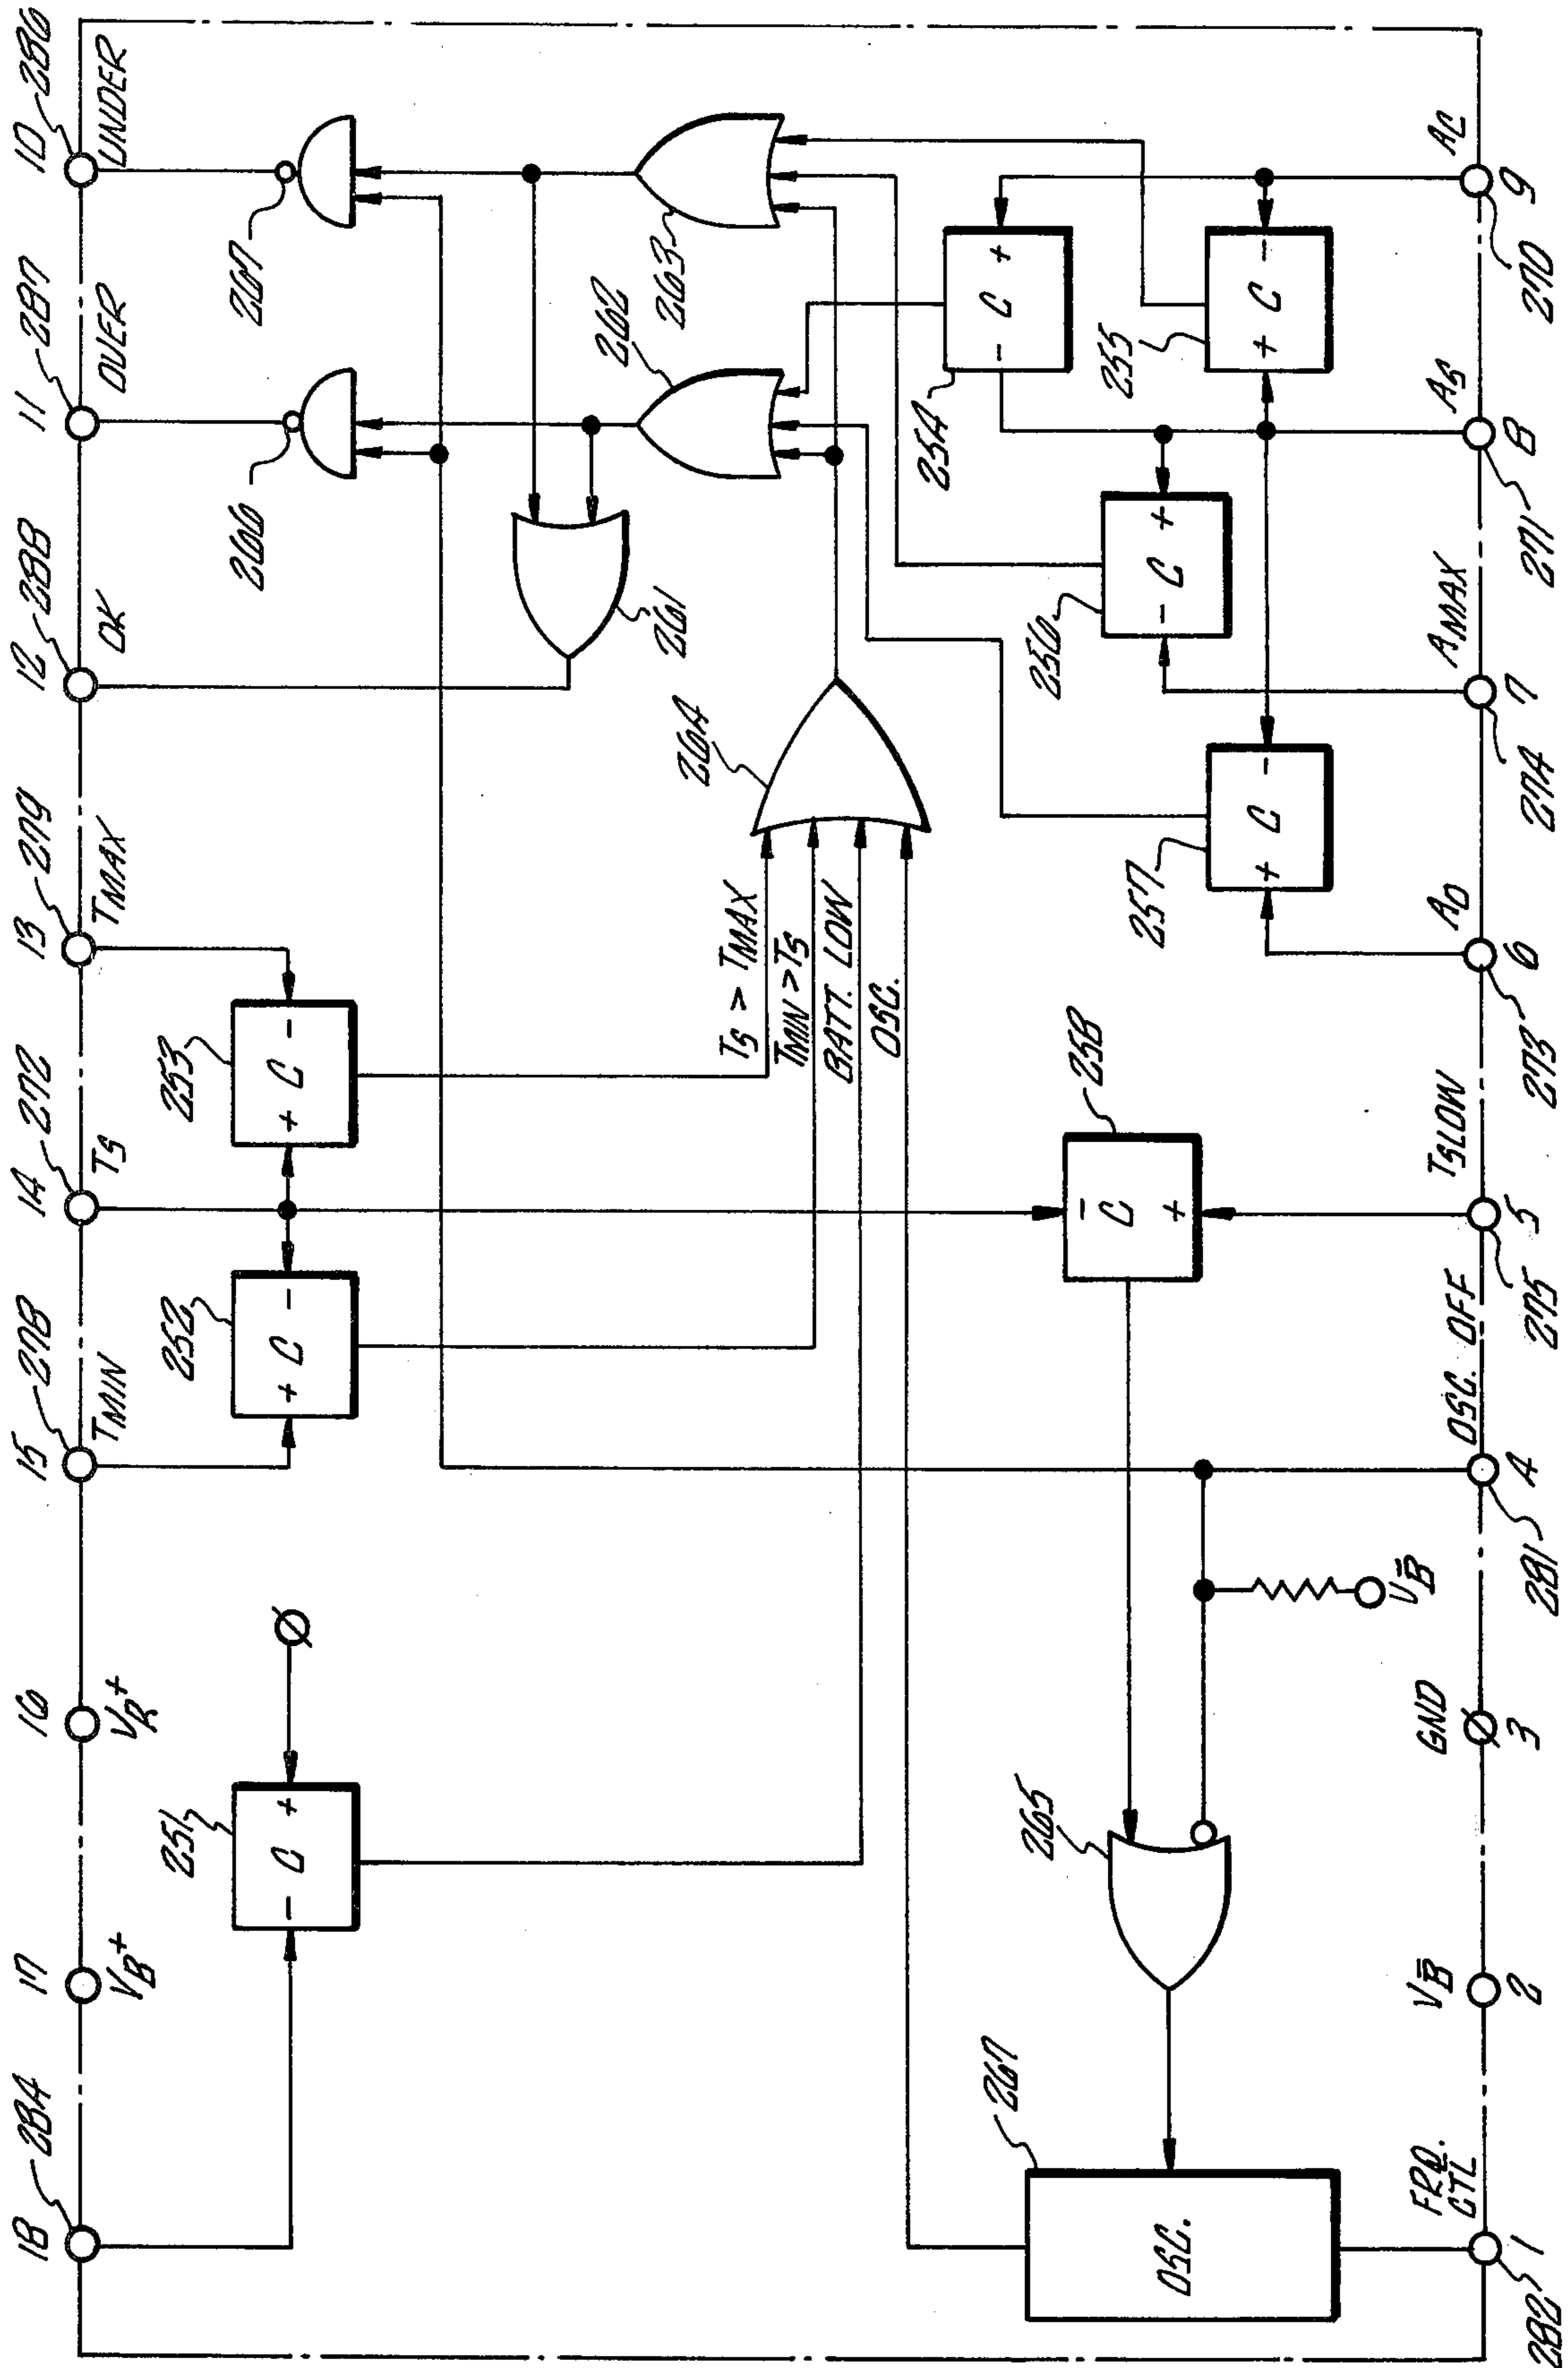 18 284
17
VB+
16
VR+
15 278
TMIN
14 272
TS
13 279
TMAX
12 288
OK
11 287
OVER
10 286
UNDER
251
- C +
Ø
252
+ C -
253
+ C -
266
267
261
262
263
264
TS > TMAX
TMIN > TS
BATT. LOW
OSC.
254
- C +
255
+ C -
256
- C +
257
+ C -
258
- C +
265
267
OSC.
VB̄
FRQ. CTL
1
282
VB̄
2
GND
3
OSC. OFF
4
281
TSLOW
5
275
AO
6
273
AMAX
7
274
AS
8
271
AC
9
270